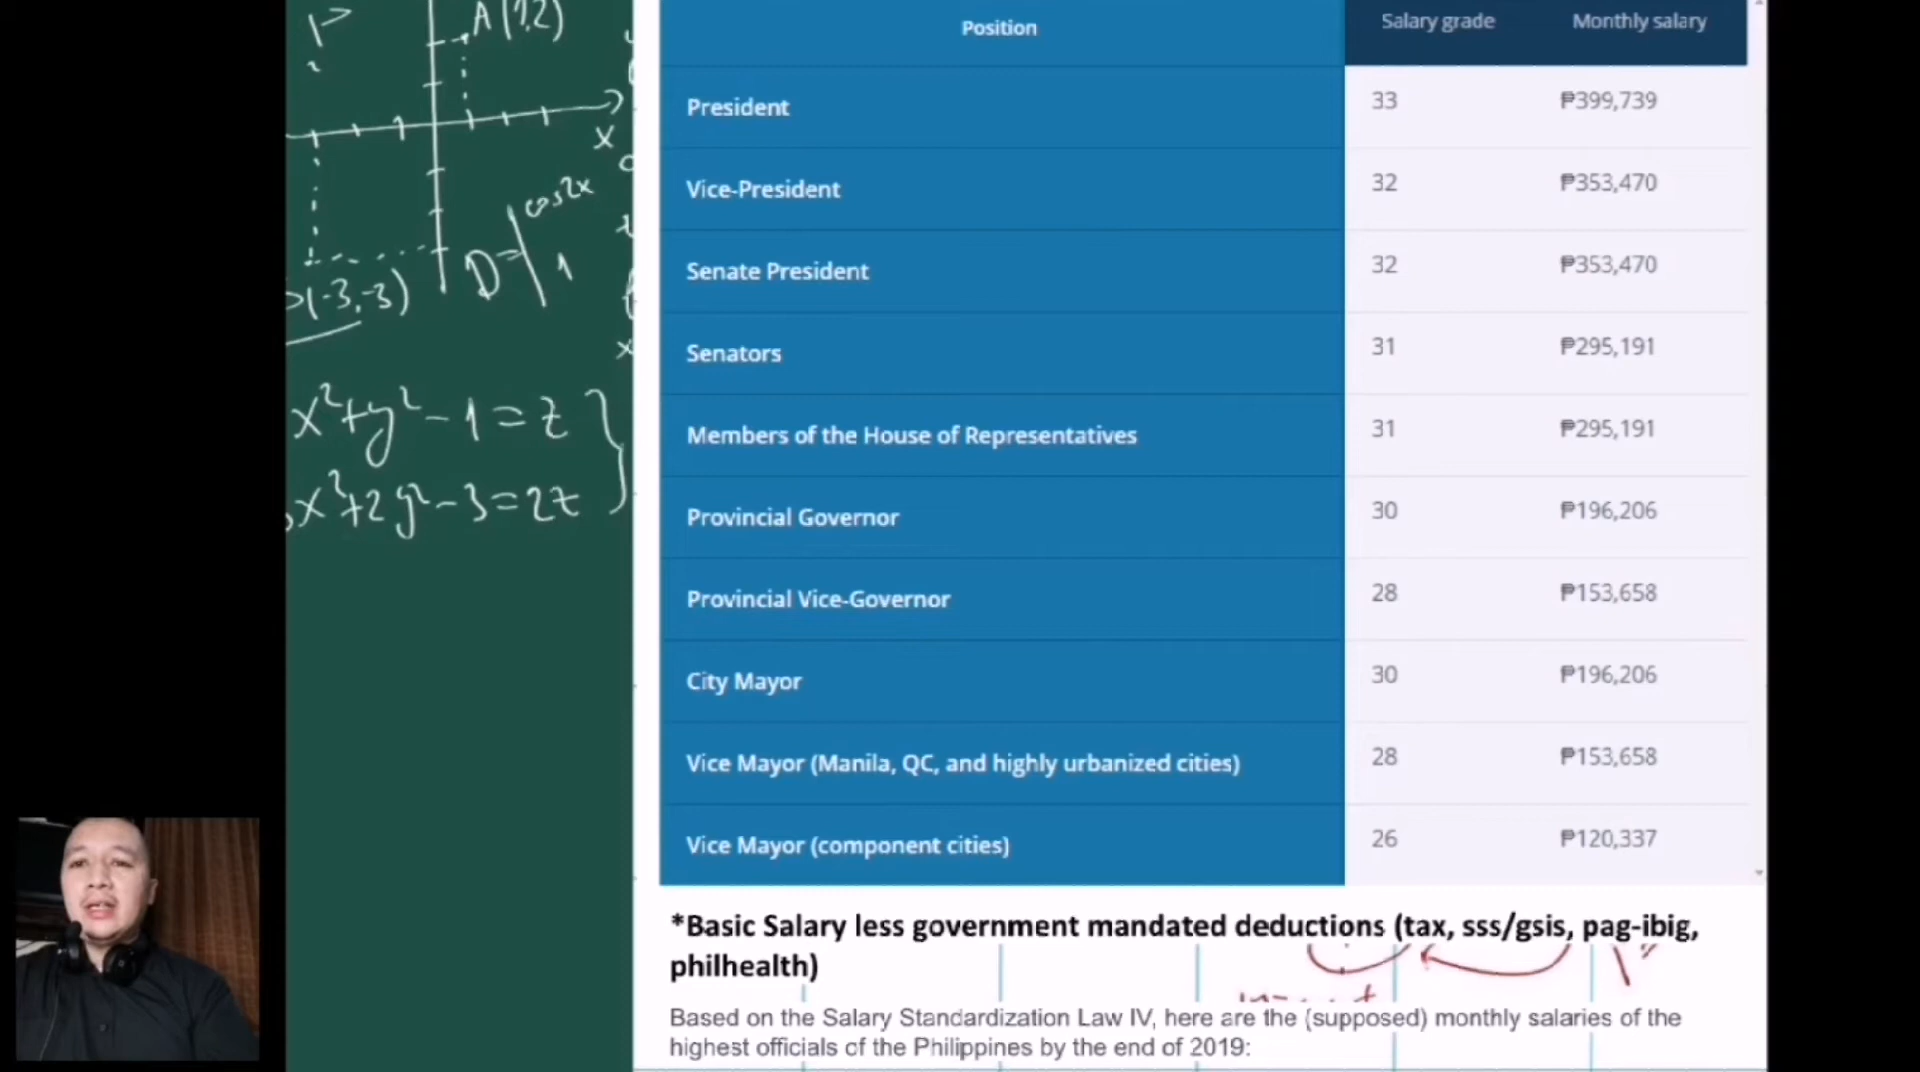 A(1,2)
x
cos2x
D=
1
(-3,-3)
x²+y²-1=z
x²+2y²-3=2z
Position Salary grade Monthly salary
President 33 ₱399,739
Vice-President 32 ₱353,470
Senate President 32 ₱353,470
Senators 31 ₱295,191
Members of the House of Representatives 31 ₱295,191
Provincial Governor 30 ₱196,206
Provincial Vice-Governor 28 ₱153,658
City Mayor 30 ₱196,206
Vice Mayor (Manila, QC, and highly urbanized cities) 28 ₱153,658
Vice Mayor (component cities) 26 ₱120,337
*Basic Salary less government mandated deductions (tax, sss/gsis, pag-ibig,
philhealth)
Based on the Salary Standardization Law IV, here are the (supposed) monthly salaries of the
highest officials of the Philippines by the end of 2019: